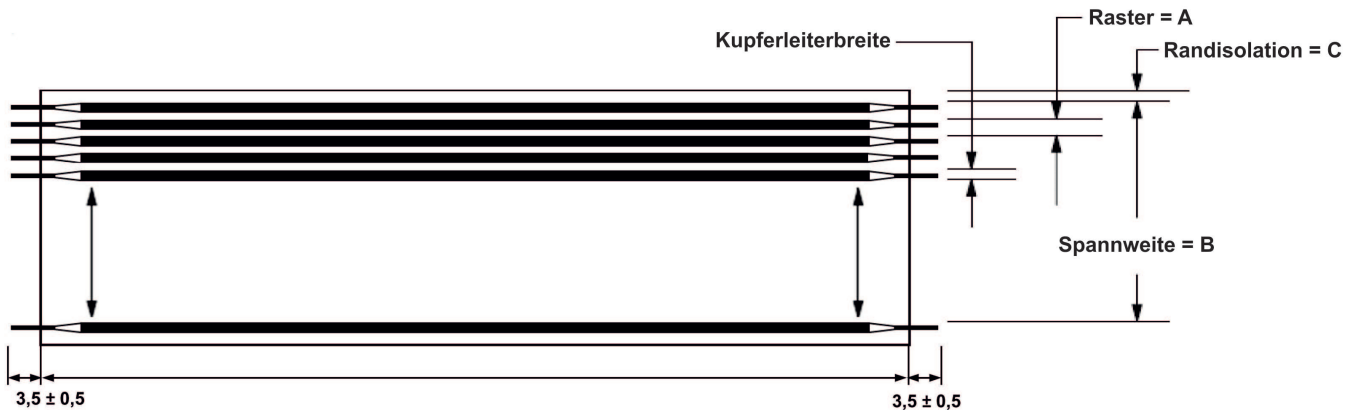 Raster = A
Kupferleiterbreite
Randisolation = C
Spannweite = B
3,5 ± 0,5
3,5 ± 0,5